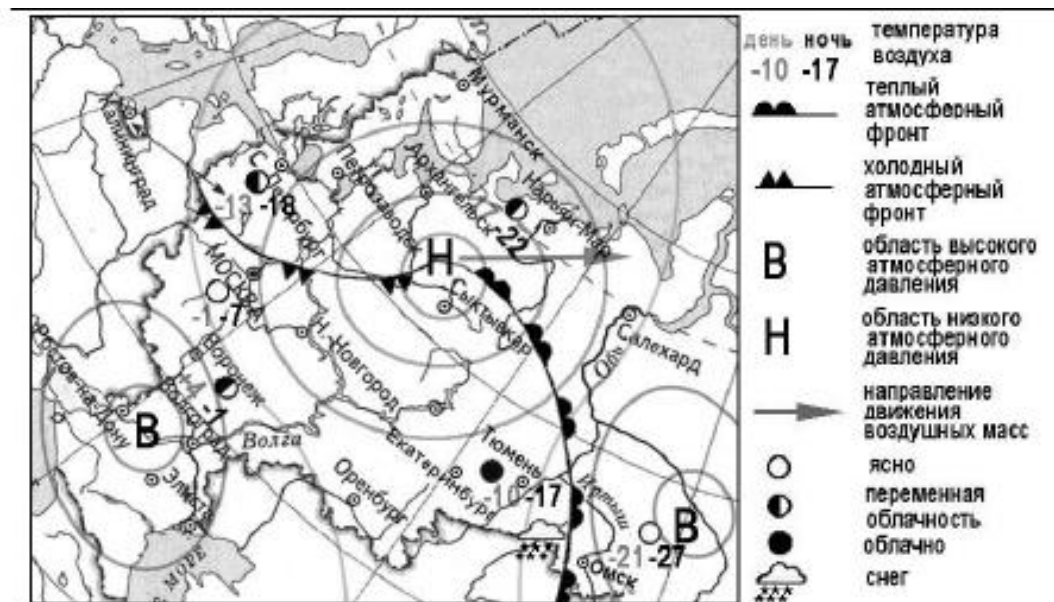 Мурманск
Калининград
С.-Петербург
Петрозаводск
Архангельск
Нарьян-Мар
-13 -18
-22
Н
МОСКВА
-1 -7
Сыктывкар
Салехард
Обь
Н.-Новгород
Воронеж
+4 -1
Ростов-на-Дону
Волгоград
В
Волга
Элиста
Екатеринбург
Тюмень
-10 -17
Оренбург
Иртыш
В
-21 -27
Омск
МОРЕ
день ночь
-10 -17
температура
воздуха
теплый
атмосферный
фронт
холодный
атмосферный
фронт
В
область высокого
атмосферного
давления
Н
область низкого
атмосферного
давления
направление
движения
воздушных масс
ясно
переменная
облачность
облачно
снег